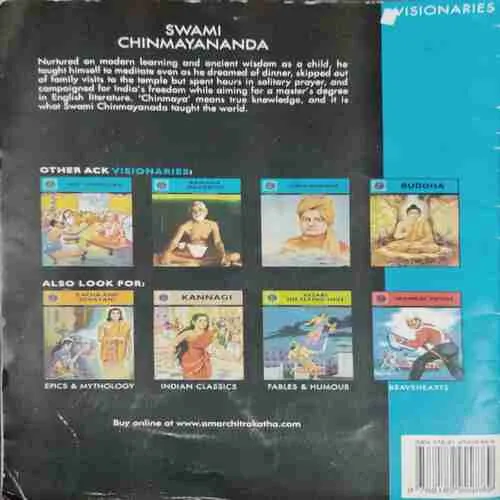 VISIONARIES
SWAMI
CHINMAYANANDA
Nurtured on modern learning and ancient wisdom as a child, he
taught himself to meditate even as he dreamed of dinner, skipped out
of family visits to the temple but spent hours in solitary prayer, and
campaigned for India's freedom while aiming for a master's degree
in English literature. 'Chinmaya' means true knowledge, and it is
what Swami Chinmayanada taught the world.
OTHER ACK VISIONARIES:
BUDDHA
ALSO LOOK FOR:
KACHA AND
DEVAYANI
KANNAGI
EPICS & MYTHOLOGY
INDIAN CLASSICS
FABLES & HUMOUR
BRAVEHEARTS
Buy online at www.amarchitrakatha.com